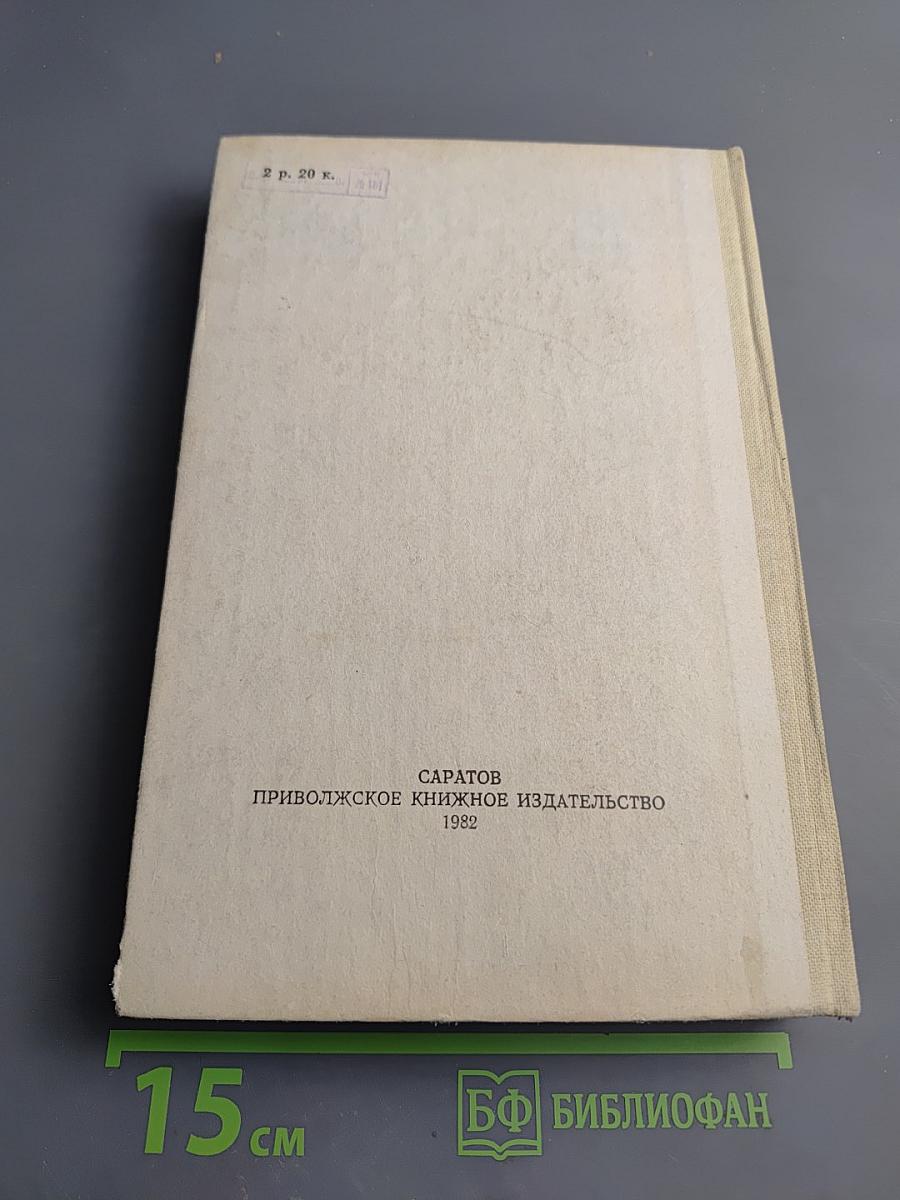 2 р. 20 к.
САРАТОВ
ПРИВОЛЖСКОЕ КНИЖНОЕ ИЗДАТЕЛЬСТВО
1982
15 см
БФ БИБЛИОФАН